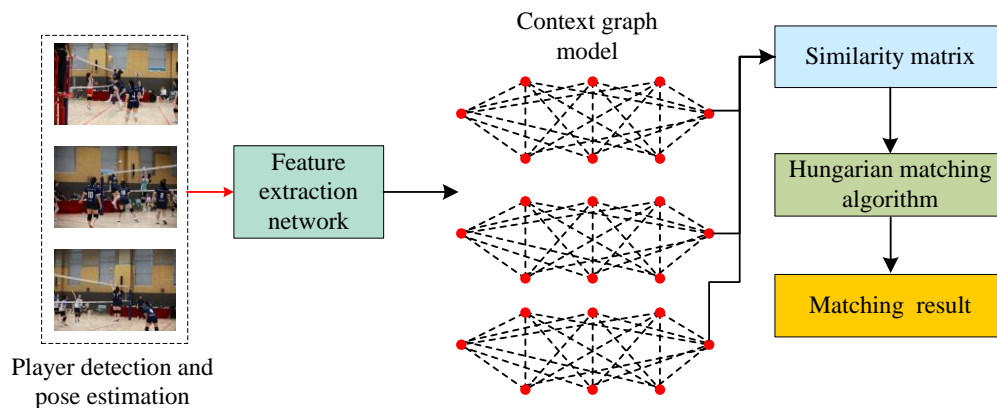 Player detection and
pose estimation
Feature
extraction
network
Context graph
model
Similarity matrix
Hungarian matching
algorithm
Matching result